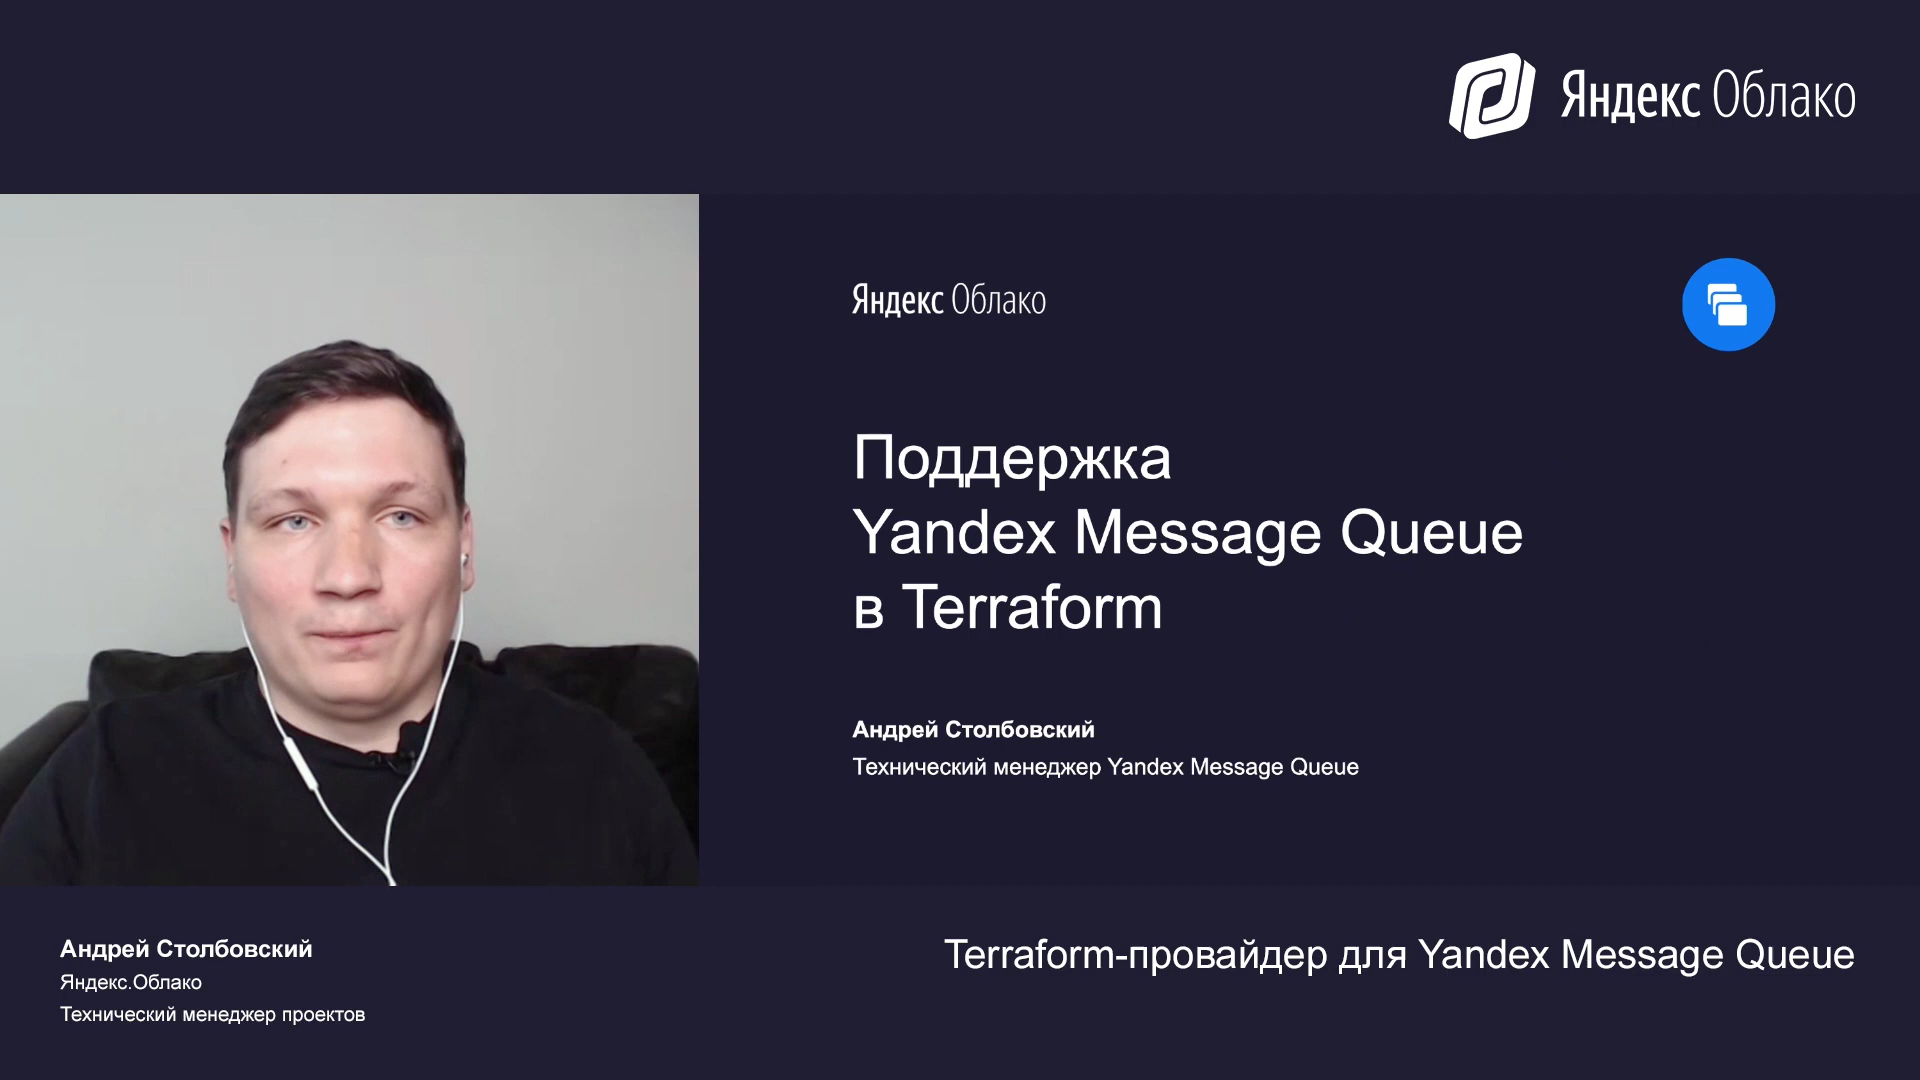 Яндекс Облако
Яндекс Облако
Поддержка
Yandex Message Queue
в Terraform
Андрей Столбовский
Технический менеджер Yandex Message Queue
Андрей Столбовский
Яндекс.Облако
Технический менеджер проектов
Terraform-провайдер для Yandex Message Queue